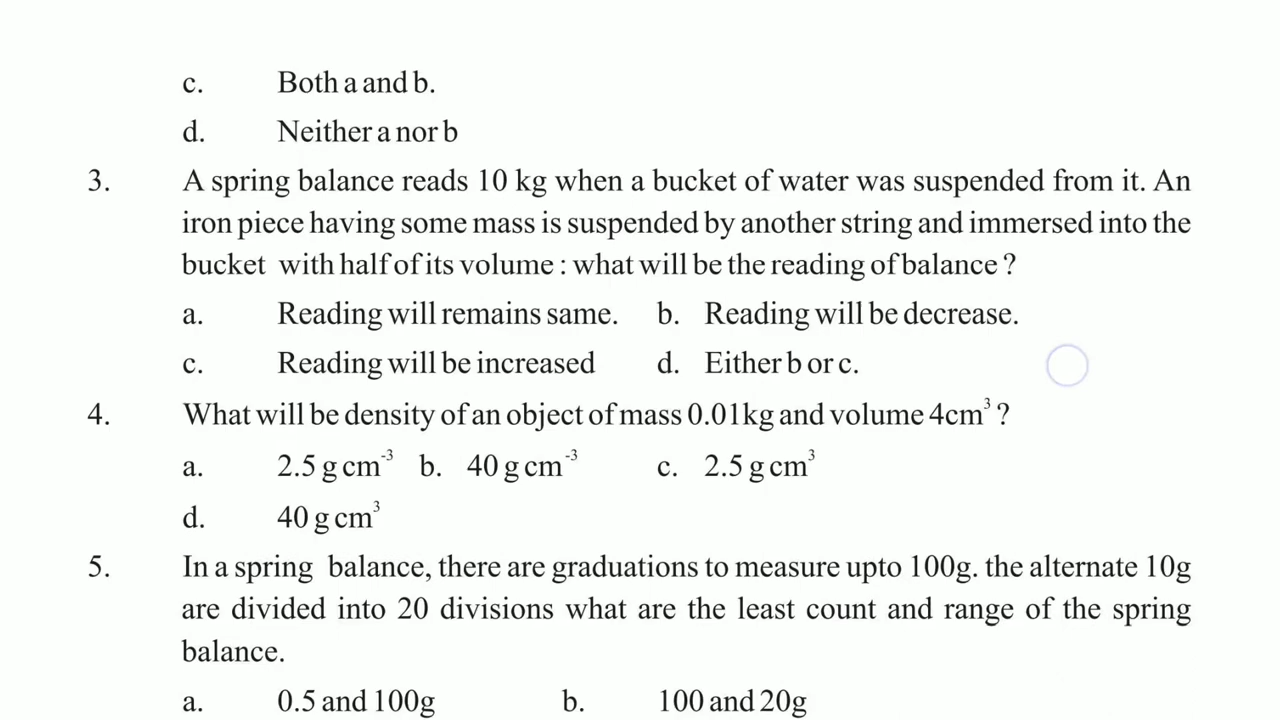 c. Both a and b.
d. Neither a nor b
3. A spring balance reads 10 kg when a bucket of water was suspended from it. An
iron piece having some mass is suspended by another string and immersed into the
bucket with half of its volume : what will be the reading of balance ?
a. Reading will remains same. b. Reading will be decrease.
c. Reading will be increased d. Either b or c.
4. What will be density of an object of mass 0.01kg and volume 4cm³ ?
a. 2.5 g cm⁻³ b. 40 g cm⁻³ c. 2.5 g cm³
d. 40 g cm³
5. In a spring balance, there are graduations to measure upto 100g. the alternate 10g
are divided into 20 divisions what are the least count and range of the spring
balance.
a. 0.5 and 100g b. 100 and 20g